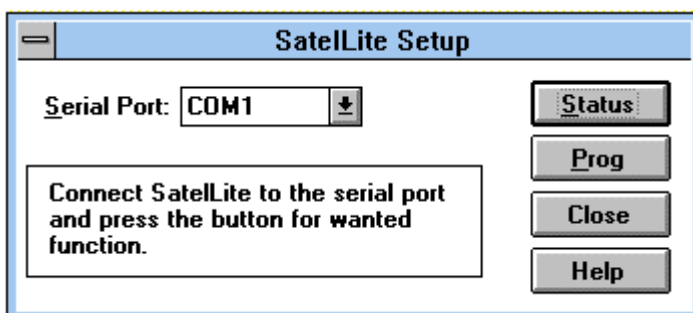 SatelLite Setup
Serial Port: COM1
Status
Prog
Connect SatelLite to the serial port
and press the button for wanted
function.
Close
Help